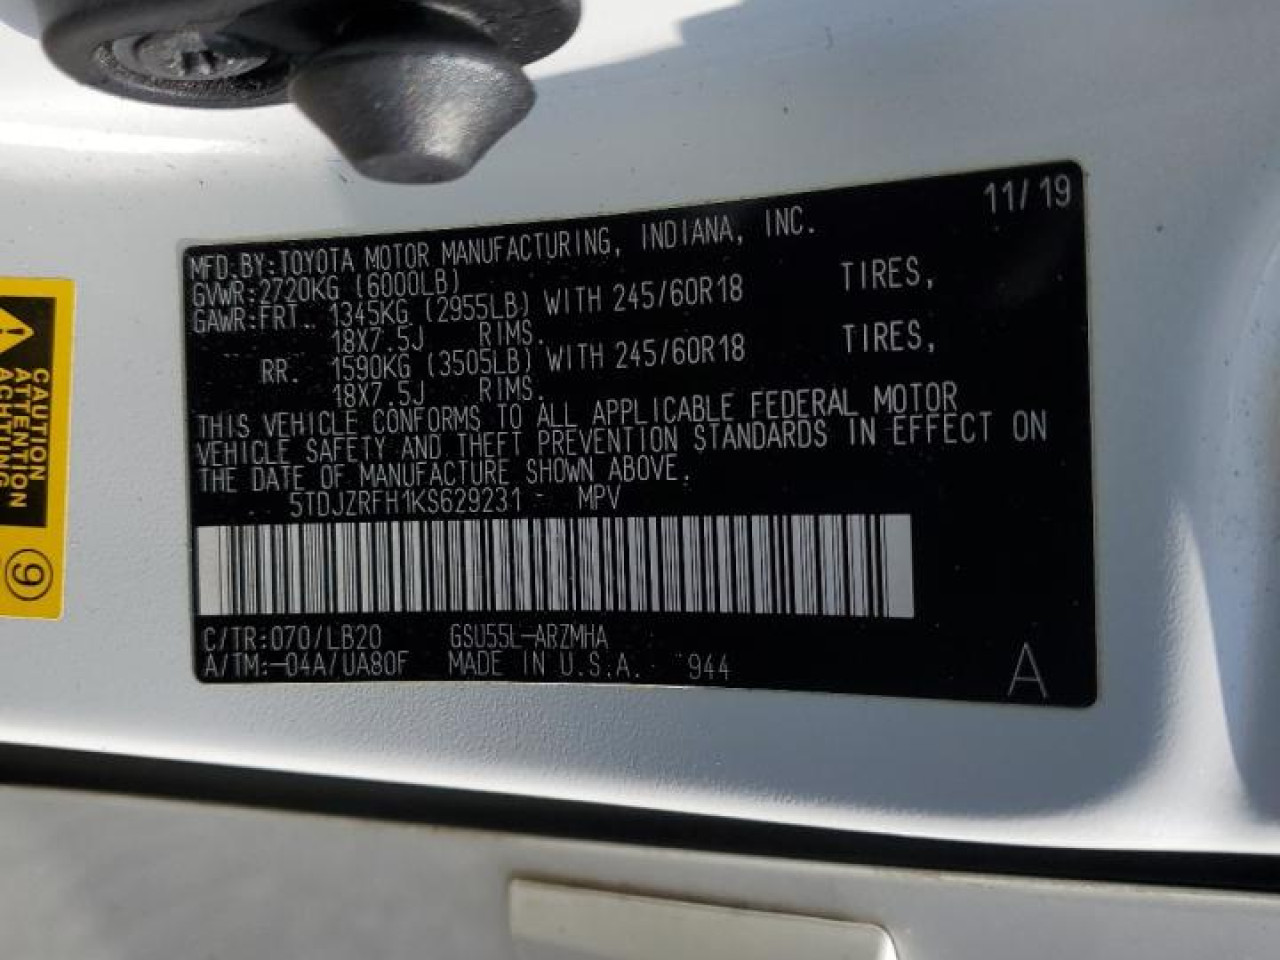 11/19
MFD.BY:TOYOTA MOTOR MANUFACTURING, INDIANA, INC.
GVWR:2720KG (6000LB)
GAWR:FRT. 1345KG (2955LB) WITH 245/60R18 TIRES,
18X7.5J RIMS.
RR. 1590KG (3505LB) WITH 245/60R18 TIRES,
18X7.5J RIMS.
THIS VEHICLE CONFORMS TO ALL APPLICABLE FEDERAL MOTOR
VEHICLE SAFETY AND THEFT PREVENTION STANDARDS IN EFFECT ON
THE DATE OF MANUFACTURE SHOWN ABOVE.
5TDJZRFH1KS629231 MPV
C/TR:070/LB20 GSU55L-ARZMHA
A/TM:-04A/UA80F MADE IN U.S.A. 944
A
CAUTION
ATTENTION
ACHTUNG
9